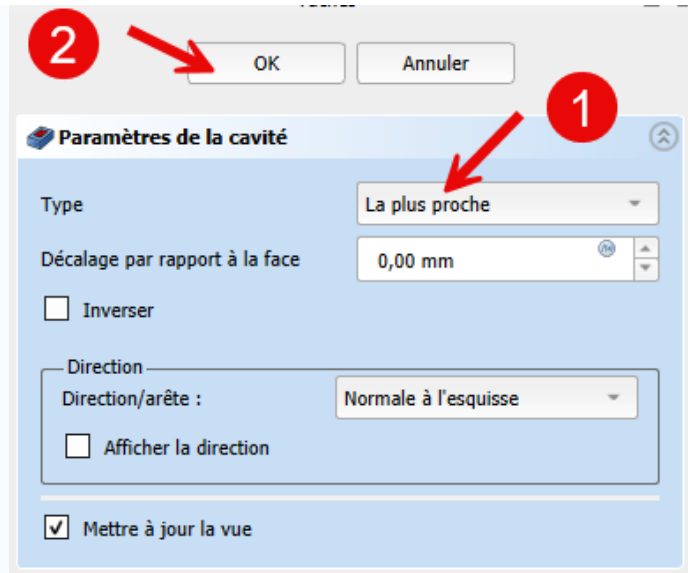 2
OK
Annuler
1
Paramètres de la cavité
Type
La plus proche
Décalage par rapport à la face
0,00 mm
Inverser
Direction
Direction/arête :
Normale à l'esquisse
Afficher la direction
Mettre à jour la vue